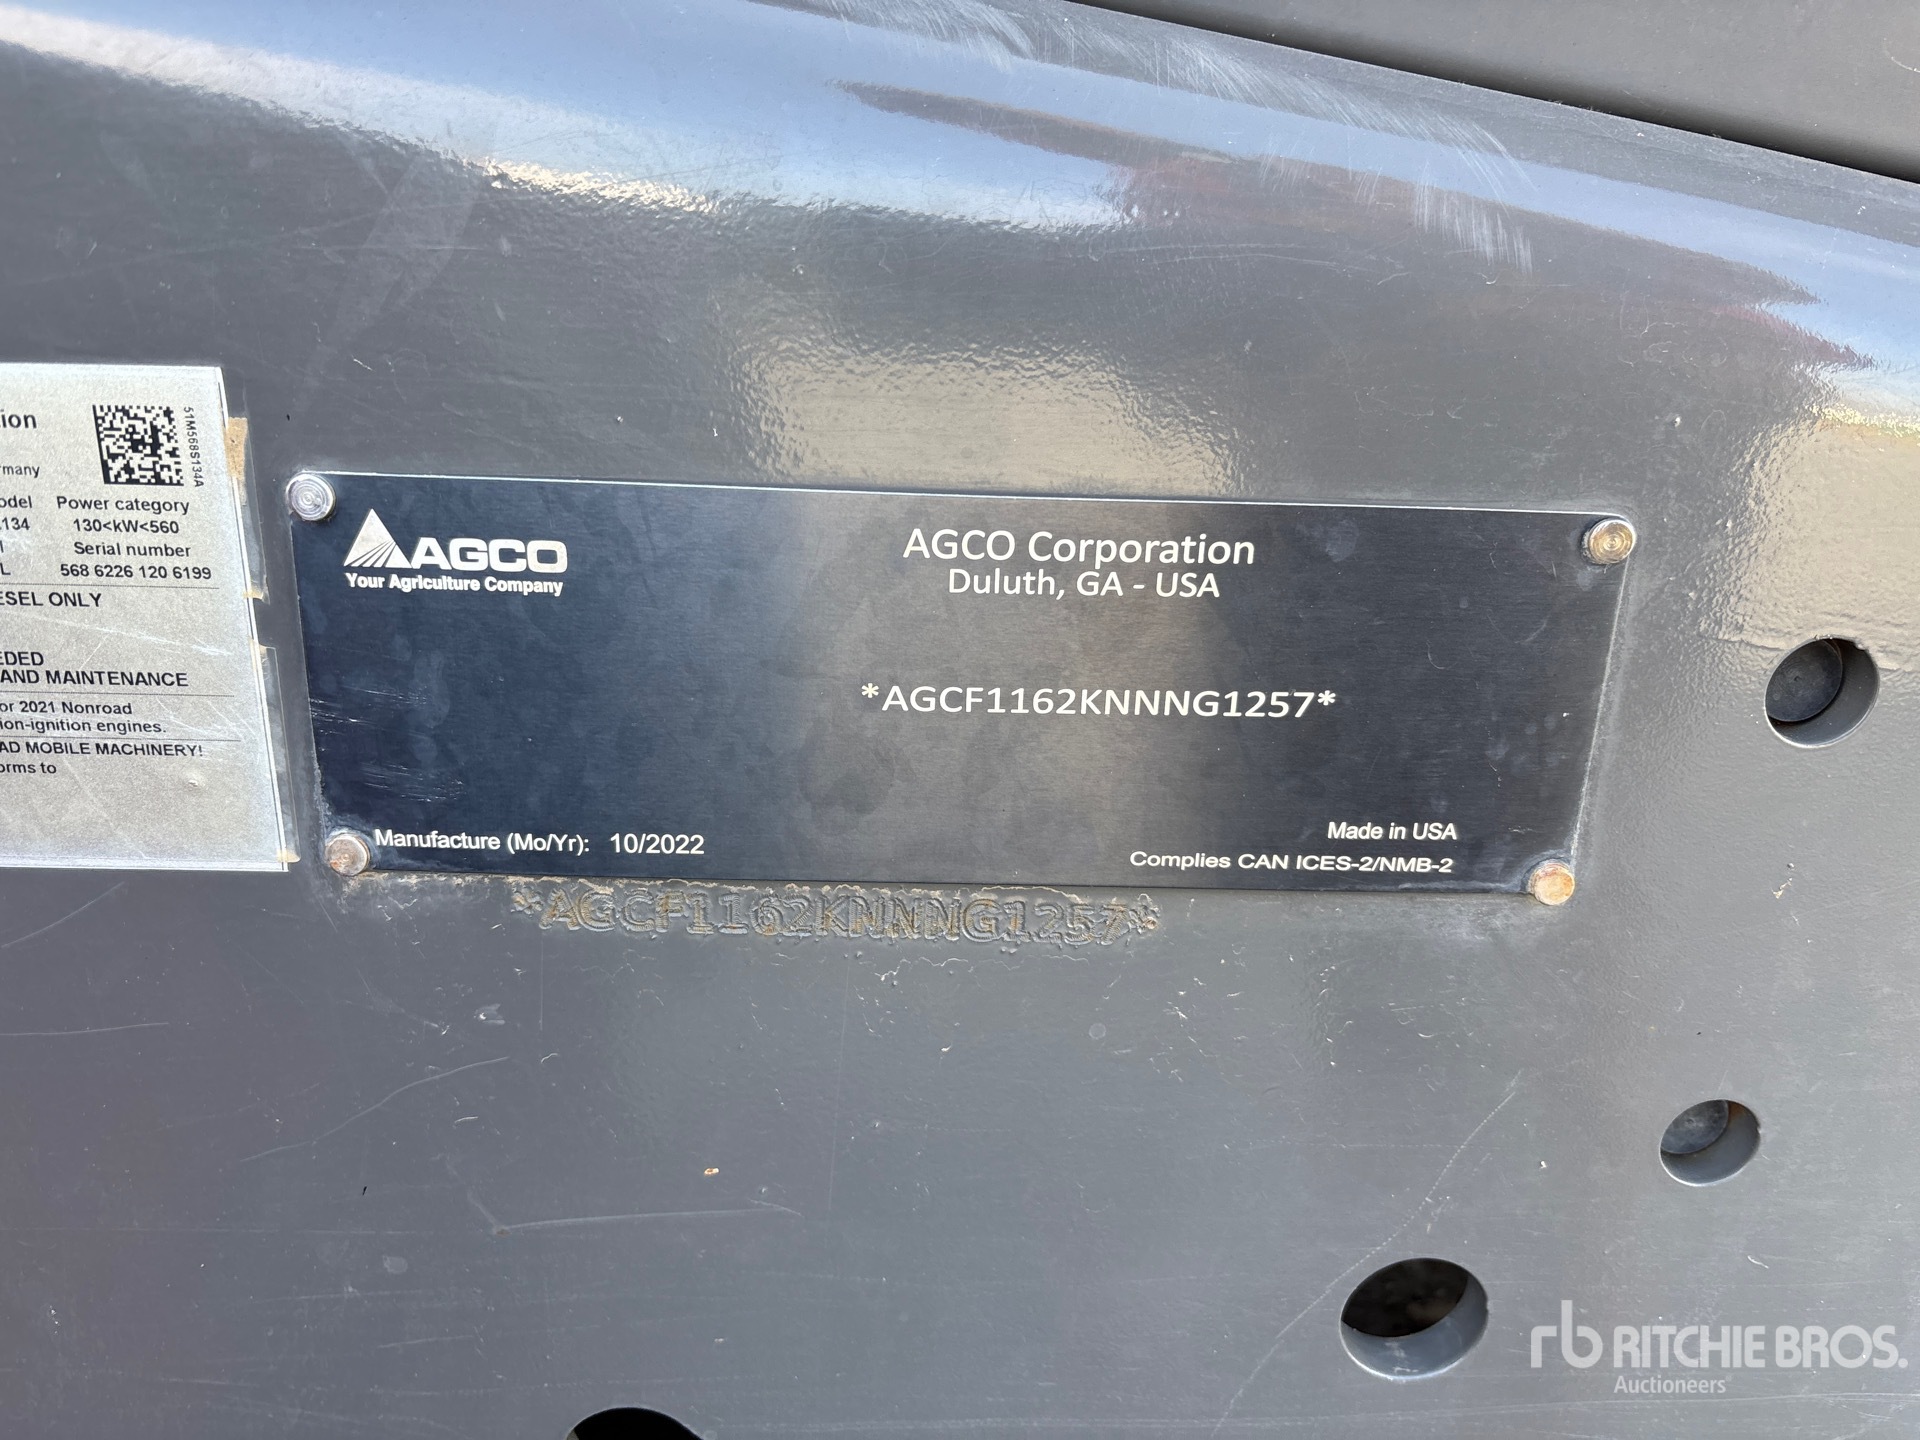 tion
51M568S134A
rmany
odel Power category
134 130<kW<560
Serial number
L 568 6226 120 6199
ESEL ONLY
EDED
AND MAINTENANCE
or 2021 Nonroad
ion-ignition engines.
AD MOBILE MACHINERY!
orms to
AGCO
Your Agriculture Company
AGCO Corporation
Duluth, GA - USA
*AGCF1162KNNNG1257*
Manufacture (Mo/Yr): 10/2022
Made in USA
Complies CAN ICES-2/NMB-2
*AGCF1162KNNNG1257*
rb RITCHIE BROS.
Auctioneers